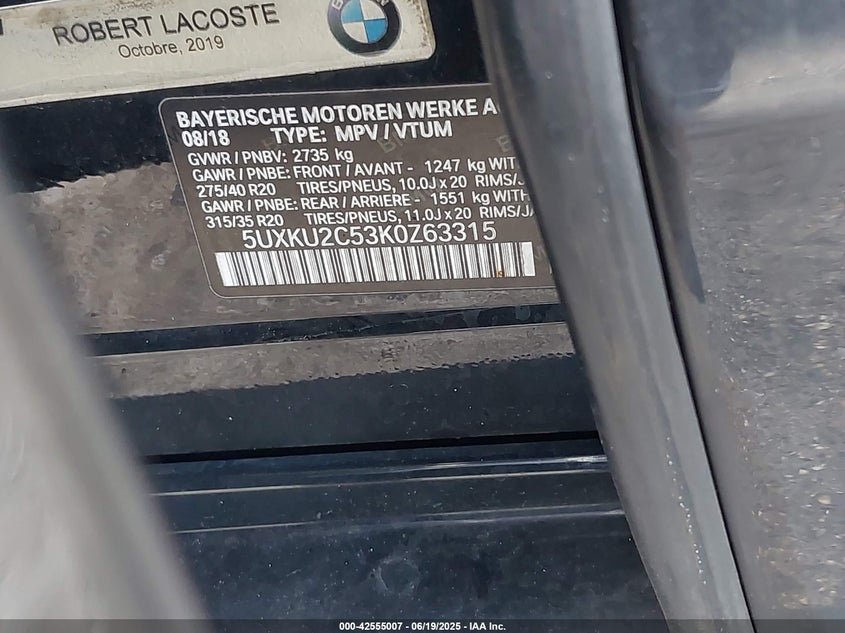 ROBERT LACOSTE
Octobre, 2019
BAYERISCHE MOTOREN WERKE A
08/18 TYPE: MPV / VTUM
GVWR / PNBV: 2735 kg
GAWR / PNBE: FRONT / AVANT - 1247 kg WIT
275/40 R20 TIRES/PNEUS, 10.0J x 20 RIMS/J
GAWR / PNBE: REAR / ARRIERE - 1551 kg WITH
315/35 R20 TIRES/PNEUS, 11.0J x 20 RIMS/JA
5UXKU2C53K0Z63315
000-42555007 - 06/19/2025 - IAA Inc.